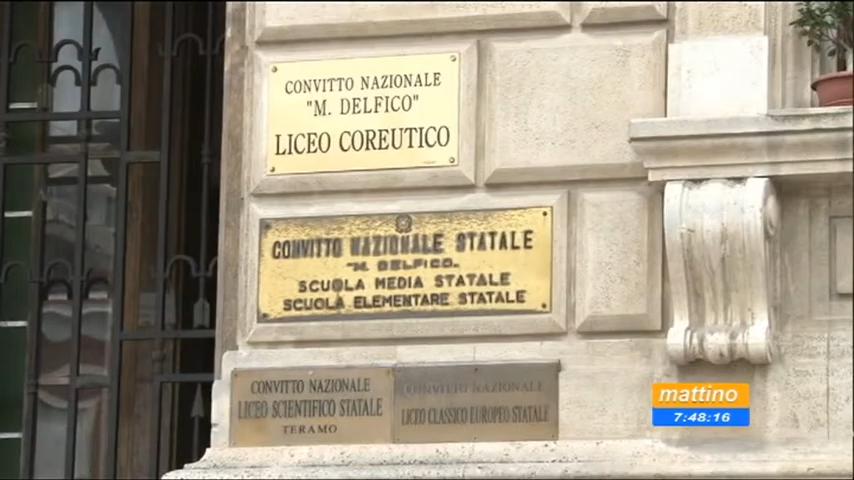 CONVITTO NAZIONALE
"M. DELFICO"
LICEO COREUTICO
CONVITTO NAZIONALE STATALE
"M. DELFICO"
SCUOLA MEDIA STATALE
SCUOLA ELEMENTARE STATALE
CONVITTO NAZIONALE
LICEO SCIENTIFICO STATALE
TERAMO
CONVITTO NAZIONALE
LICEO CLASSICO EUROPEO STATALE
mattino
7:48:16